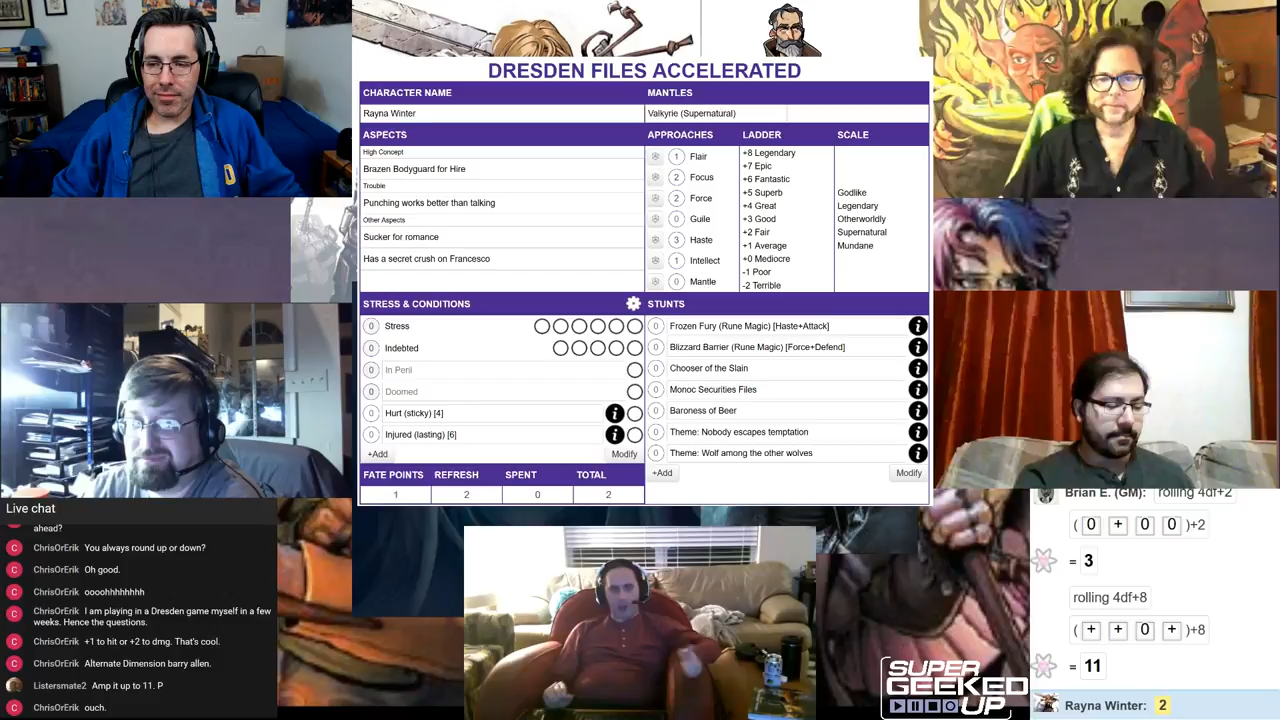 DRESDEN FILES ACCELERATED
CHARACTER NAME
MANTLES
Rayna Winter
Valkyrie (Supernatural)
ASPECTS
High Concept
Brazen Bodyguard for Hire
Trouble
Punching works better than talking
Other Aspects
Sucker for romance
Has a secret crush on Francesco
APPROACHES
1 Flair
2 Focus
2 Force
0 Guile
3 Haste
1 Intellect
0 Mantle
LADDER
+8 Legendary
+7 Epic
+6 Fantastic
+5 Superb
+4 Great
+3 Good
+2 Fair
+1 Average
+0 Mediocre
-1 Poor
-2 Terrible
SCALE
Godlike
Legendary
Otherworldly
Supernatural
Mundane
STRESS & CONDITIONS
0 Stress
0 Indebted
0 In Peril
0 Doomed
0 Hurt (sticky) [4] i
0 Injured (lasting) [6] i
+Add Modify
FATE POINTS REFRESH SPENT TOTAL
1 2 0 2
STUNTS
0 Frozen Fury (Rune Magic) [Haste+Attack] i
0 Blizzard Barrier (Rune Magic) [Force+Defend] i
0 Chooser of the Slain i
0 Monoc Securities Files i
0 Baroness of Beer i
0 Theme: Nobody escapes temptation i
0 Theme: Wolf among the other wolves i
+Add Modify
Live chat
ahead?
C ChrisOrErik You always round up or down?
C ChrisOrErik Oh good.
C ChrisOrErik oooohhhhhhhh
C ChrisOrErik I am playing in a Dresden game myself in a few
weeks. Hence the questions.
C ChrisOrErik +1 to hit or +2 to dmg. That's cool.
C ChrisOrErik Alternate Dimension barry allen.
Listersmate2 Amp it up to 11. P
C ChrisOrErik ouch.
Brian E. (GM): rolling 4df+2
( 0 + 0 0 )+2
= 3
rolling 4df+8
( + + 0 + )+8
= 11
Rayna Winter: 2
SUPER
GEEKED
UP